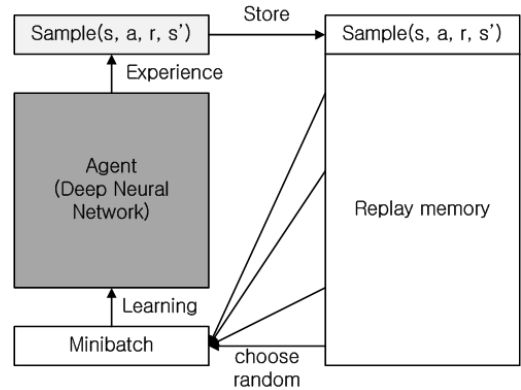 Sample(s, a, r, s’)
Store
Sample(s, a, r, s’)
Experience
Agent
(Deep Neural
Network)
Replay memory
Learning
Minibatch
choose
random